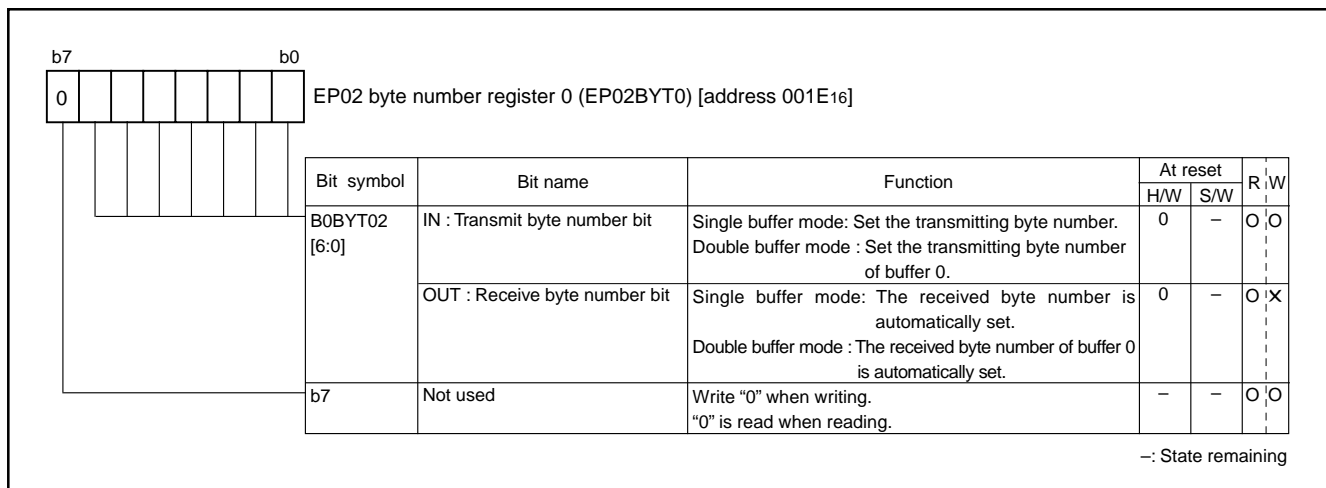 b7 b0
0 EP02 byte number register 0 (EP02BYT0) [address 001E16]
Bit symbol Bit name Function At reset R W
H/W S/W
B0BYT02 IN : Transmit byte number bit Single buffer mode: Set the transmitting byte number. 0 – O O
[6:0] Double buffer mode : Set the transmitting byte number
of buffer 0.
OUT : Receive byte number bit Single buffer mode: The received byte number is 0 – O ×
automatically set.
Double buffer mode : The received byte number of buffer 0
is automatically set.
b7 Not used Write “0” when writing. – – O O
“0” is read when reading.
–: State remaining